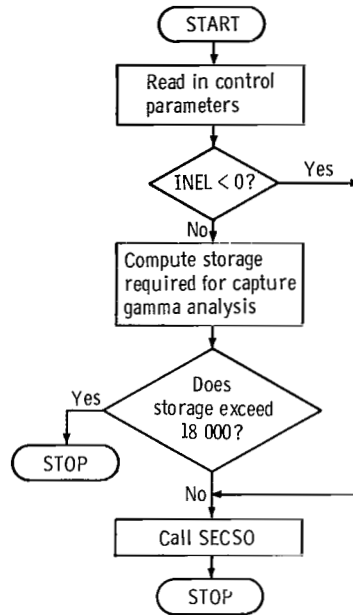 START
Read in control
parameters
INEL < 0?
Yes
No
Compute storage
required for capture
gamma analysis
Does
storage exceed
18 000?
Yes
STOP
No
Call SECSO
STOP